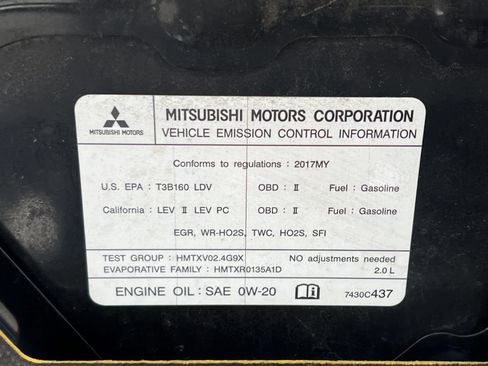 MITSUBISHI MOTORS
MITSUBISHI MOTORS CORPORATION
VEHICLE EMISSION CONTROL INFORMATION
Conforms to regulations : 2017MY
U.S. EPA : T3B160 LDV OBD : II Fuel : Gasoline
California : LEV II LEV PC OBD : II Fuel : Gasoline
EGR, WR-HO2S, TWC, HO2S, SFI
TEST GROUP : HMTXV02.4G9X NO adjustments needed
EVAPORATIVE FAMILY : HMTXR0135A1D 2.0 L
ENGINE OIL : SAE 0W-20 7430C437